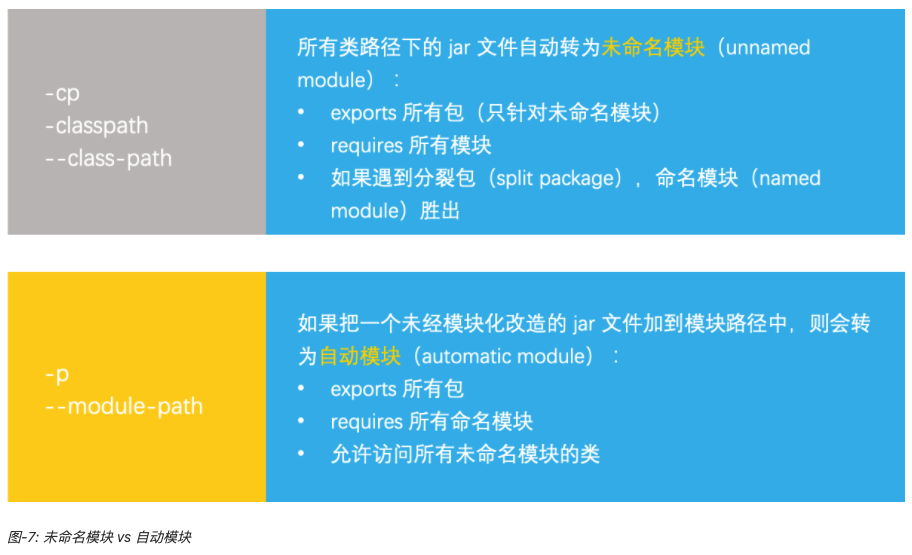 -cp
-classpath
--class-path
所有类路径下的 jar 文件自动转为未命名模块（unnamed
module）：
• exports 所有包（只针对未命名模块）
• requires 所有模块
• 如果遇到分裂包（split package），命名模块（named
module）胜出
-p
--module-path
如果把一个未经模块化改造的 jar 文件加到模块路径中，则会转
为自动模块（automatic module）：
• exports 所有包
• requires 所有命名模块
• 允许访问所有未命名模块的类
图-7: 未命名模块 vs 自动模块